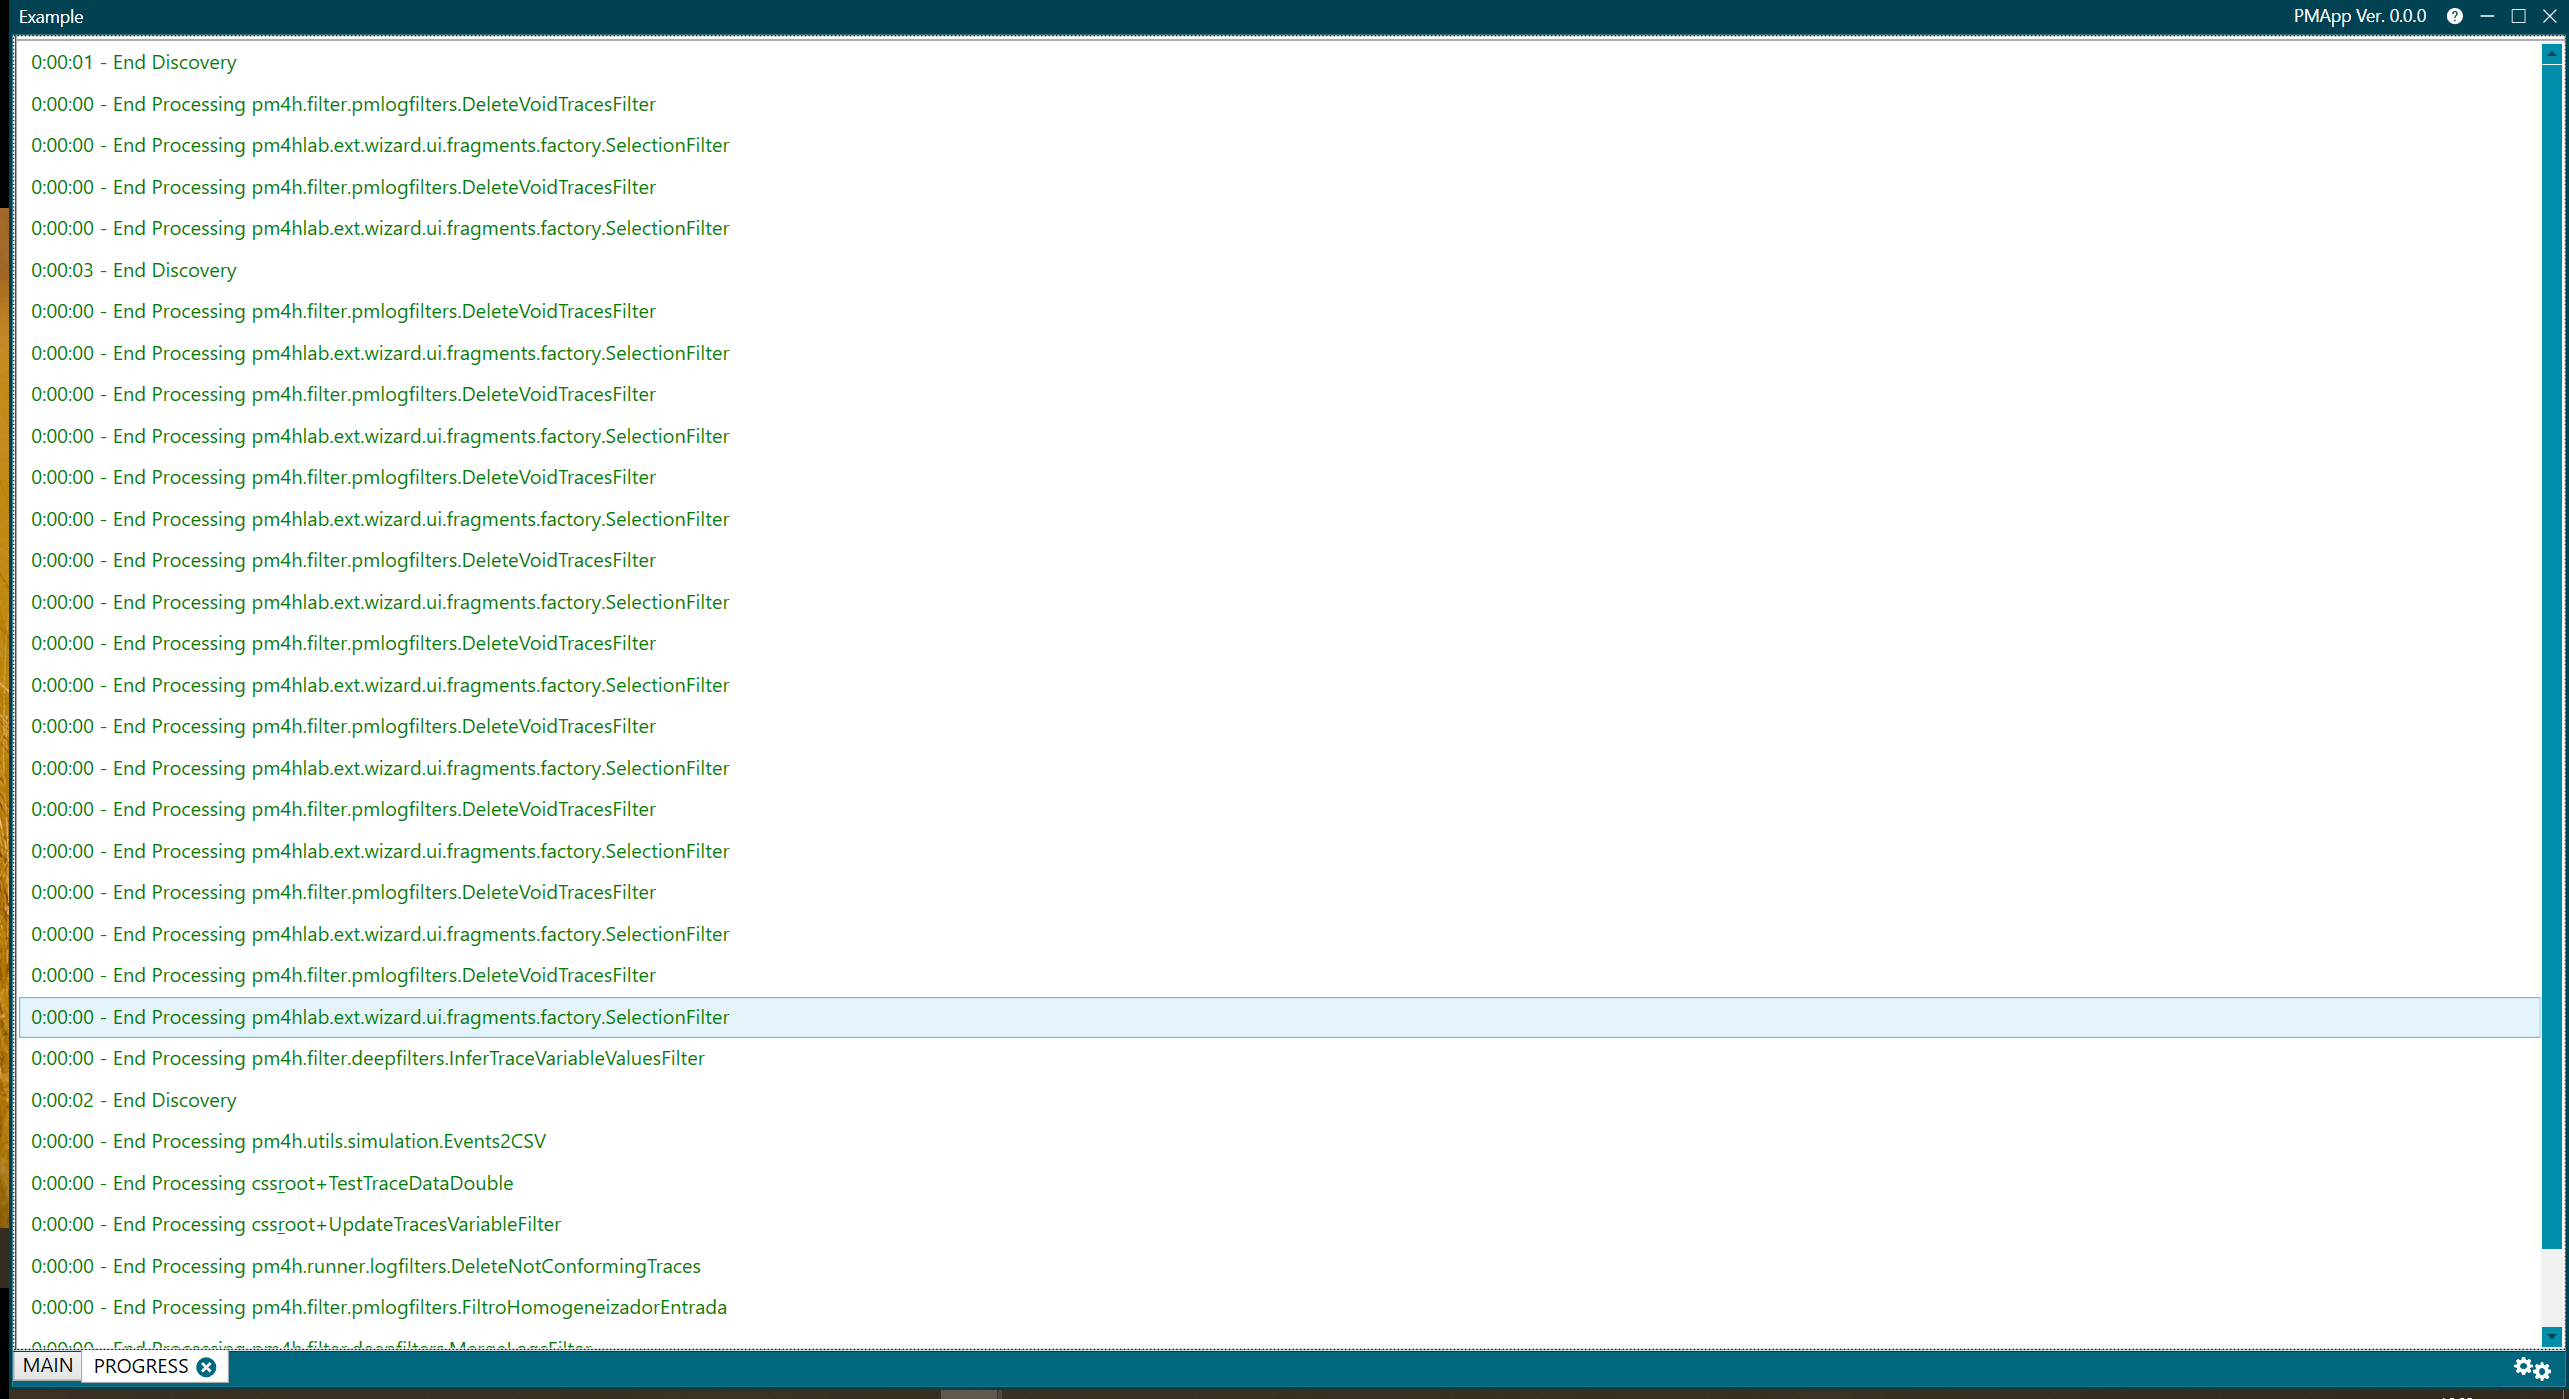 Example
PMApp Ver. 0.0.0
0:00:01 - End Discovery
0:00:00 - End Processing pm4h.filter.pmlogfilters.DeleteVoidTracesFilter
0:00:00 - End Processing pm4hlab.ext.wizard.ui.fragments.factory.SelectionFilter
0:00:00 - End Processing pm4h.filter.pmlogfilters.DeleteVoidTracesFilter
0:00:00 - End Processing pm4hlab.ext.wizard.ui.fragments.factory.SelectionFilter
0:00:03 - End Discovery
0:00:00 - End Processing pm4h.filter.pmlogfilters.DeleteVoidTracesFilter
0:00:00 - End Processing pm4hlab.ext.wizard.ui.fragments.factory.SelectionFilter
0:00:00 - End Processing pm4h.filter.pmlogfilters.DeleteVoidTracesFilter
0:00:00 - End Processing pm4hlab.ext.wizard.ui.fragments.factory.SelectionFilter
0:00:00 - End Processing pm4h.filter.pmlogfilters.DeleteVoidTracesFilter
0:00:00 - End Processing pm4hlab.ext.wizard.ui.fragments.factory.SelectionFilter
0:00:00 - End Processing pm4h.filter.pmlogfilters.DeleteVoidTracesFilter
0:00:00 - End Processing pm4hlab.ext.wizard.ui.fragments.factory.SelectionFilter
0:00:00 - End Processing pm4h.filter.pmlogfilters.DeleteVoidTracesFilter
0:00:00 - End Processing pm4hlab.ext.wizard.ui.fragments.factory.SelectionFilter
0:00:00 - End Processing pm4h.filter.pmlogfilters.DeleteVoidTracesFilter
0:00:00 - End Processing pm4hlab.ext.wizard.ui.fragments.factory.SelectionFilter
0:00:00 - End Processing pm4h.filter.pmlogfilters.DeleteVoidTracesFilter
0:00:00 - End Processing pm4hlab.ext.wizard.ui.fragments.factory.SelectionFilter
0:00:00 - End Processing pm4h.filter.pmlogfilters.DeleteVoidTracesFilter
0:00:00 - End Processing pm4hlab.ext.wizard.ui.fragments.factory.SelectionFilter
0:00:00 - End Processing pm4h.filter.pmlogfilters.DeleteVoidTracesFilter
0:00:00 - End Processing pm4hlab.ext.wizard.ui.fragments.factory.SelectionFilter
0:00:00 - End Processing pm4h.filter.deepfilters.InferTraceVariableValuesFilter
0:00:02 - End Discovery
0:00:00 - End Processing pm4h.utils.simulation.Events2CSV
0:00:00 - End Processing cssroot+TestTraceDataDouble
0:00:00 - End Processing cssroot+UpdateTracesVariableFilter
0:00:00 - End Processing pm4h.runner.logfilters.DeleteNotConformingTraces
0:00:00 - End Processing pm4h.filter.pmlogfilters.FiltroHomogeneizadorEntrada
0:00:00 - End Processing pm4h.filter.deepfilters.MergeLogsFilter
MAIN
PROGRESS